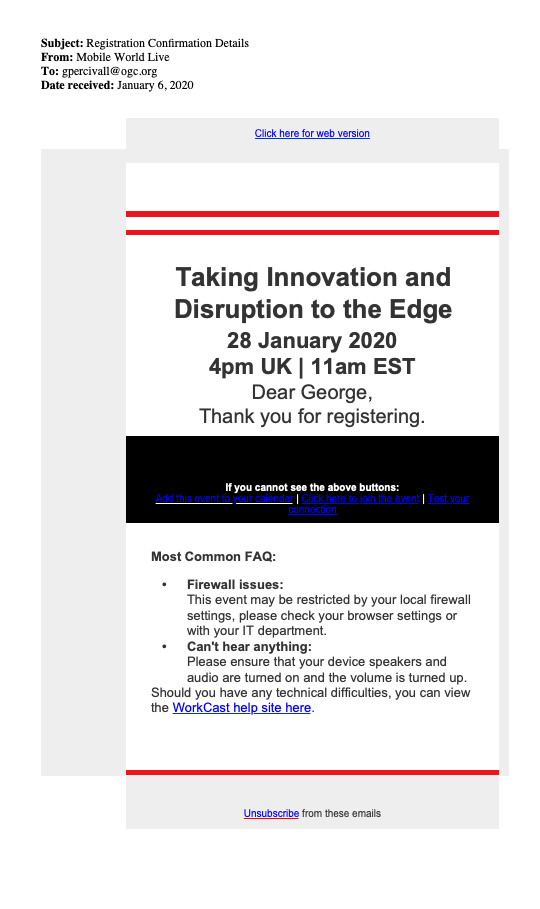 Subject: Registration Confirmation Details
From: Mobile World Live
To: gpercivall@ogc.org
Date received: January 6, 2020
Click here for web version
Taking Innovation and
Disruption to the Edge
28 January 2020
4pm UK | 11am EST
Dear George,
Thank you for registering.
If you cannot see the above buttons:
Add this event to your calendar | Click here to join the event | Test your
connection
Most Common FAQ:
• Firewall issues:
This event may be restricted by your local firewall
settings, please check your browser settings or
with your IT department.
• Can't hear anything:
Please ensure that your device speakers and
audio are turned on and the volume is turned up.
Should you have any technical difficulties, you can view
the WorkCast help site here.
Unsubscribe from these emails